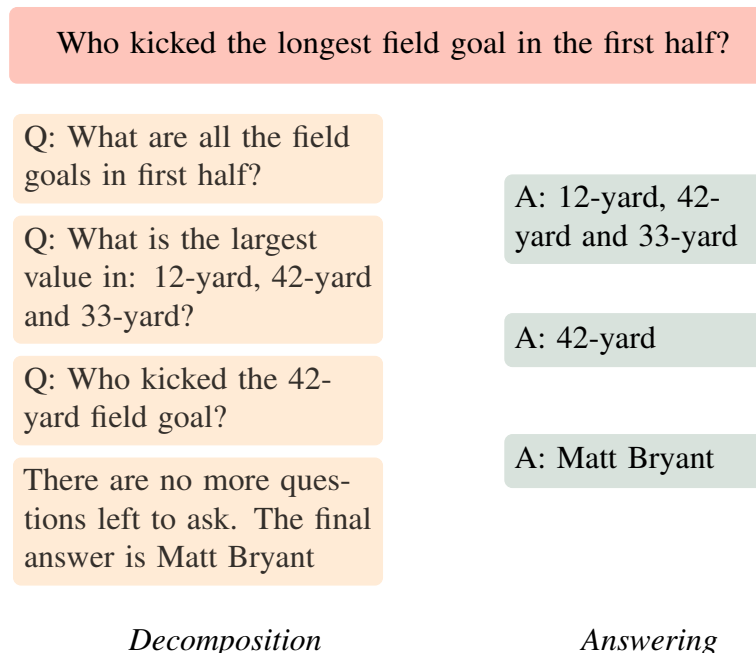 Who kicked the longest field goal in the first half?
Q: What are all the field
goals in first half?
A: 12-yard, 42-
yard and 33-yard
Q: What is the largest
value in: 12-yard, 42-yard
and 33-yard?
A: 42-yard
Q: Who kicked the 42-
yard field goal?
A: Matt Bryant
There are no more ques-
tions left to ask. The final
answer is Matt Bryant
Decomposition
Answering